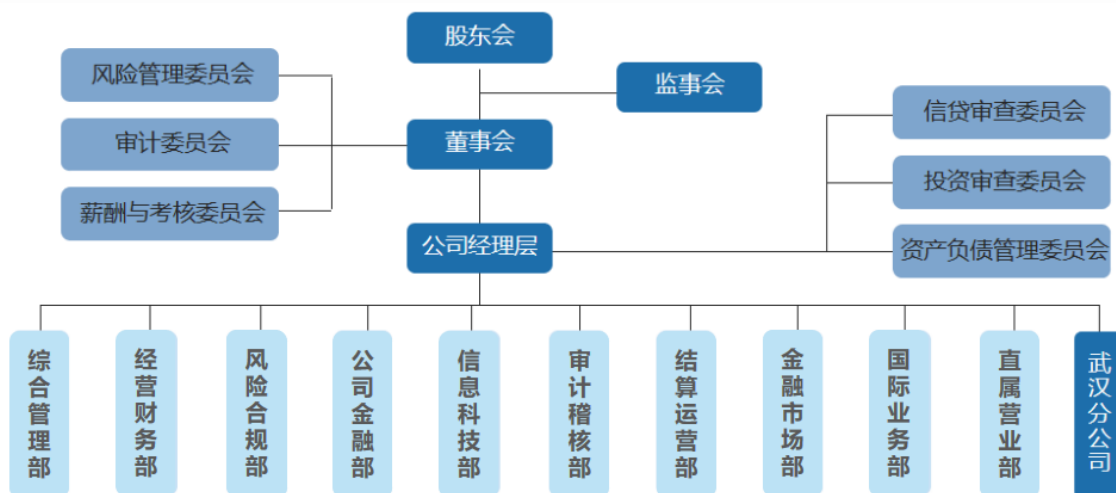 股东会
风险管理委员会
监事会
信贷审查委员会
审计委员会
董事会
投资审查委员会
薪酬与考核委员会
公司经理层
资产负债管理委员会
综合管理部
经营财务部
风险合规部
公司金融部
信息科技部
审计稽核部
结算运营部
金融市场部
国际业务部
直属营业部
武汉分公司